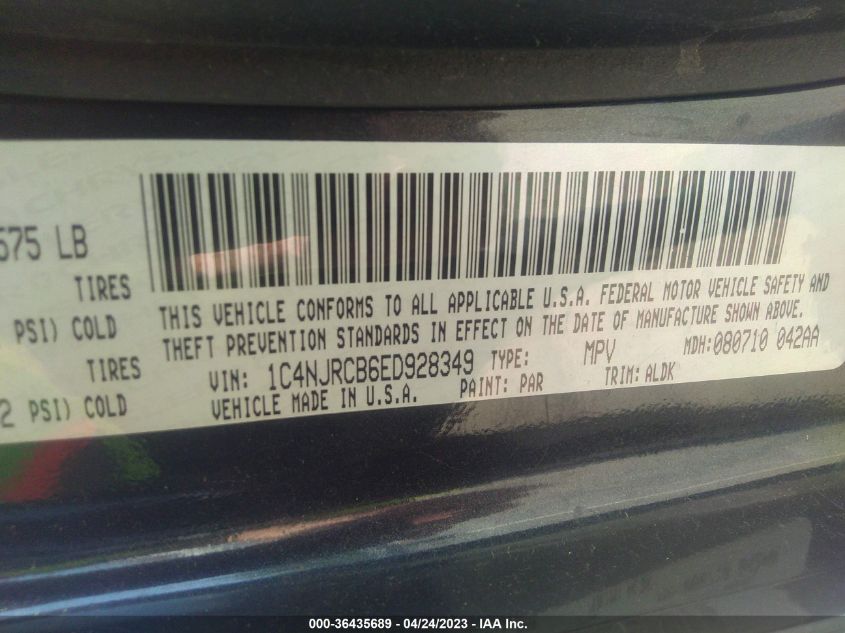 575 LB
TIRES
PSI) COLD
TIRES
2 PSI) COLD
THIS VEHICLE CONFORMS TO ALL APPLICABLE U.S.A. FEDERAL MOTOR VEHICLE SAFETY AND
THEFT PREVENTION STANDARDS IN EFFECT ON THE DATE OF MANUFACTURE SHOWN ABOVE.
VIN: 1C4NJRCB6ED928349 TYPE: MPV MDH:080710 042AA
VEHICLE MADE IN U.S.A. PAINT: PAR TRIM: ALDK
000-36435689 - 04/24/2023 - IAA Inc.